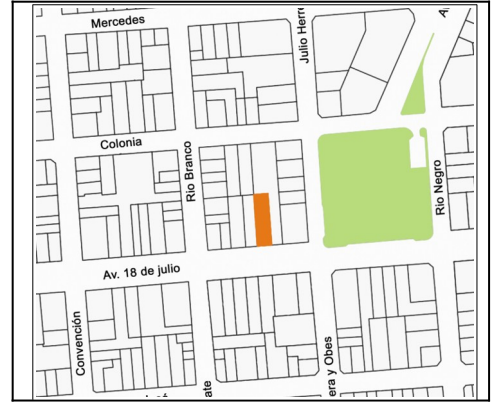 Mercedes
Julio Herr
A
Colonia
Rio Branco
Rio Negro
Av. 18 de julio
Convención
ate
era y Obes